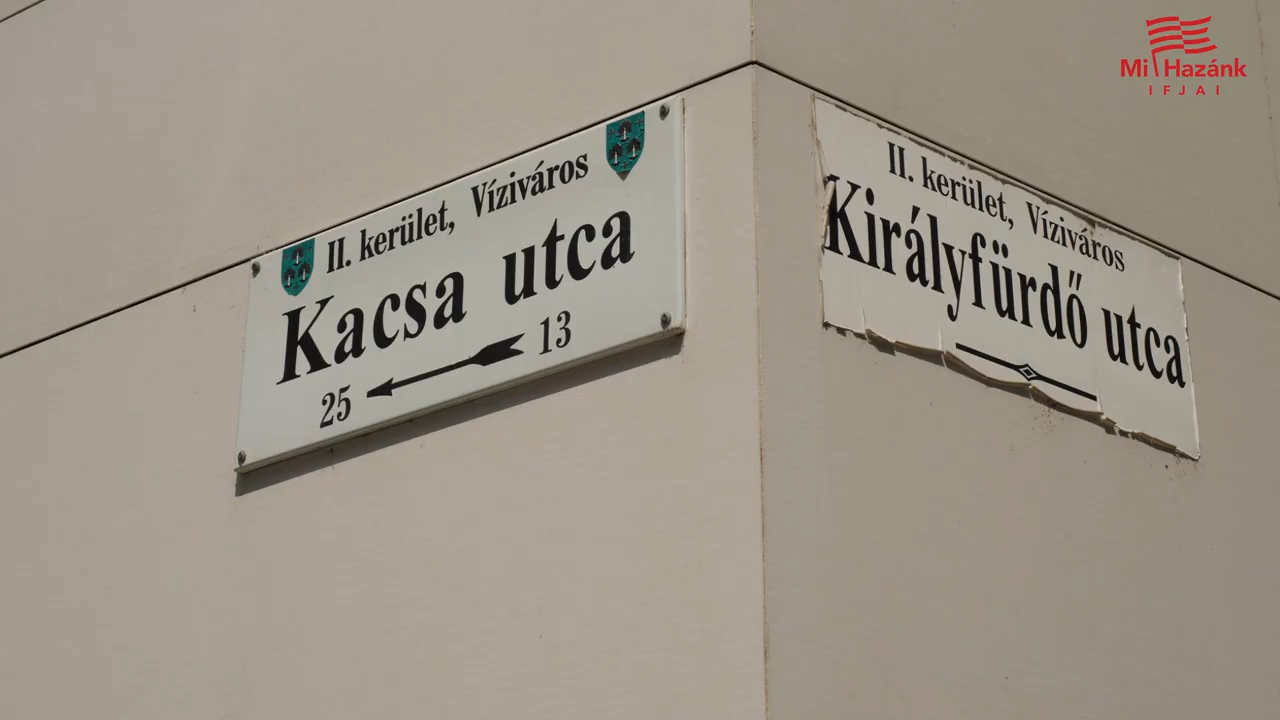 Mi Hazánk
IFJAI
II. kerület, Víziváros
Kacsa utca
25 13
II. kerület, Víziváros
Királyfürdő utca